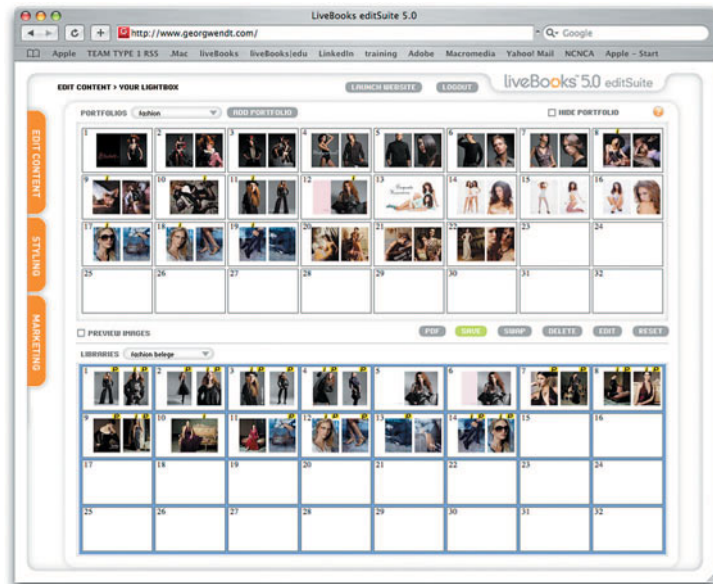 LiveBooks editSuite 5.0
http://www.georgwendt.com/
Google
Apple TEAM TYPE 1 RSS .Mac liveBooks liveBooks|edu LinkedIn training Adobe Macromedia Yahoo! Mail NCNCA Apple - Start
EDIT CONTENT > YOUR LIGHTBOX
LAUNCH WEBSITE LOGOUT
liveBooks™ 5.0 editSuite
PORTFOLIOS fashion ADD PORTFOLIO HIDE PORTFOLIO ?
EDIT CONTENT
STYLING
MARKETING
1 2 3 4 5 6 7 8
9 10 11 12 13 14 15 16
17 18 19 20 21 22 23 24
25 26 27 28 29 30 31 32
PREVIEW IMAGES PDF SAVE SWAP DELETE EDIT RESET
LIBRARIES fashion belege
1 2 3 4 5 6 7 8
9 10 11 12 13 14 15 16
17 18 19 20 21 22 23 24
25 26 27 28 29 30 31 32